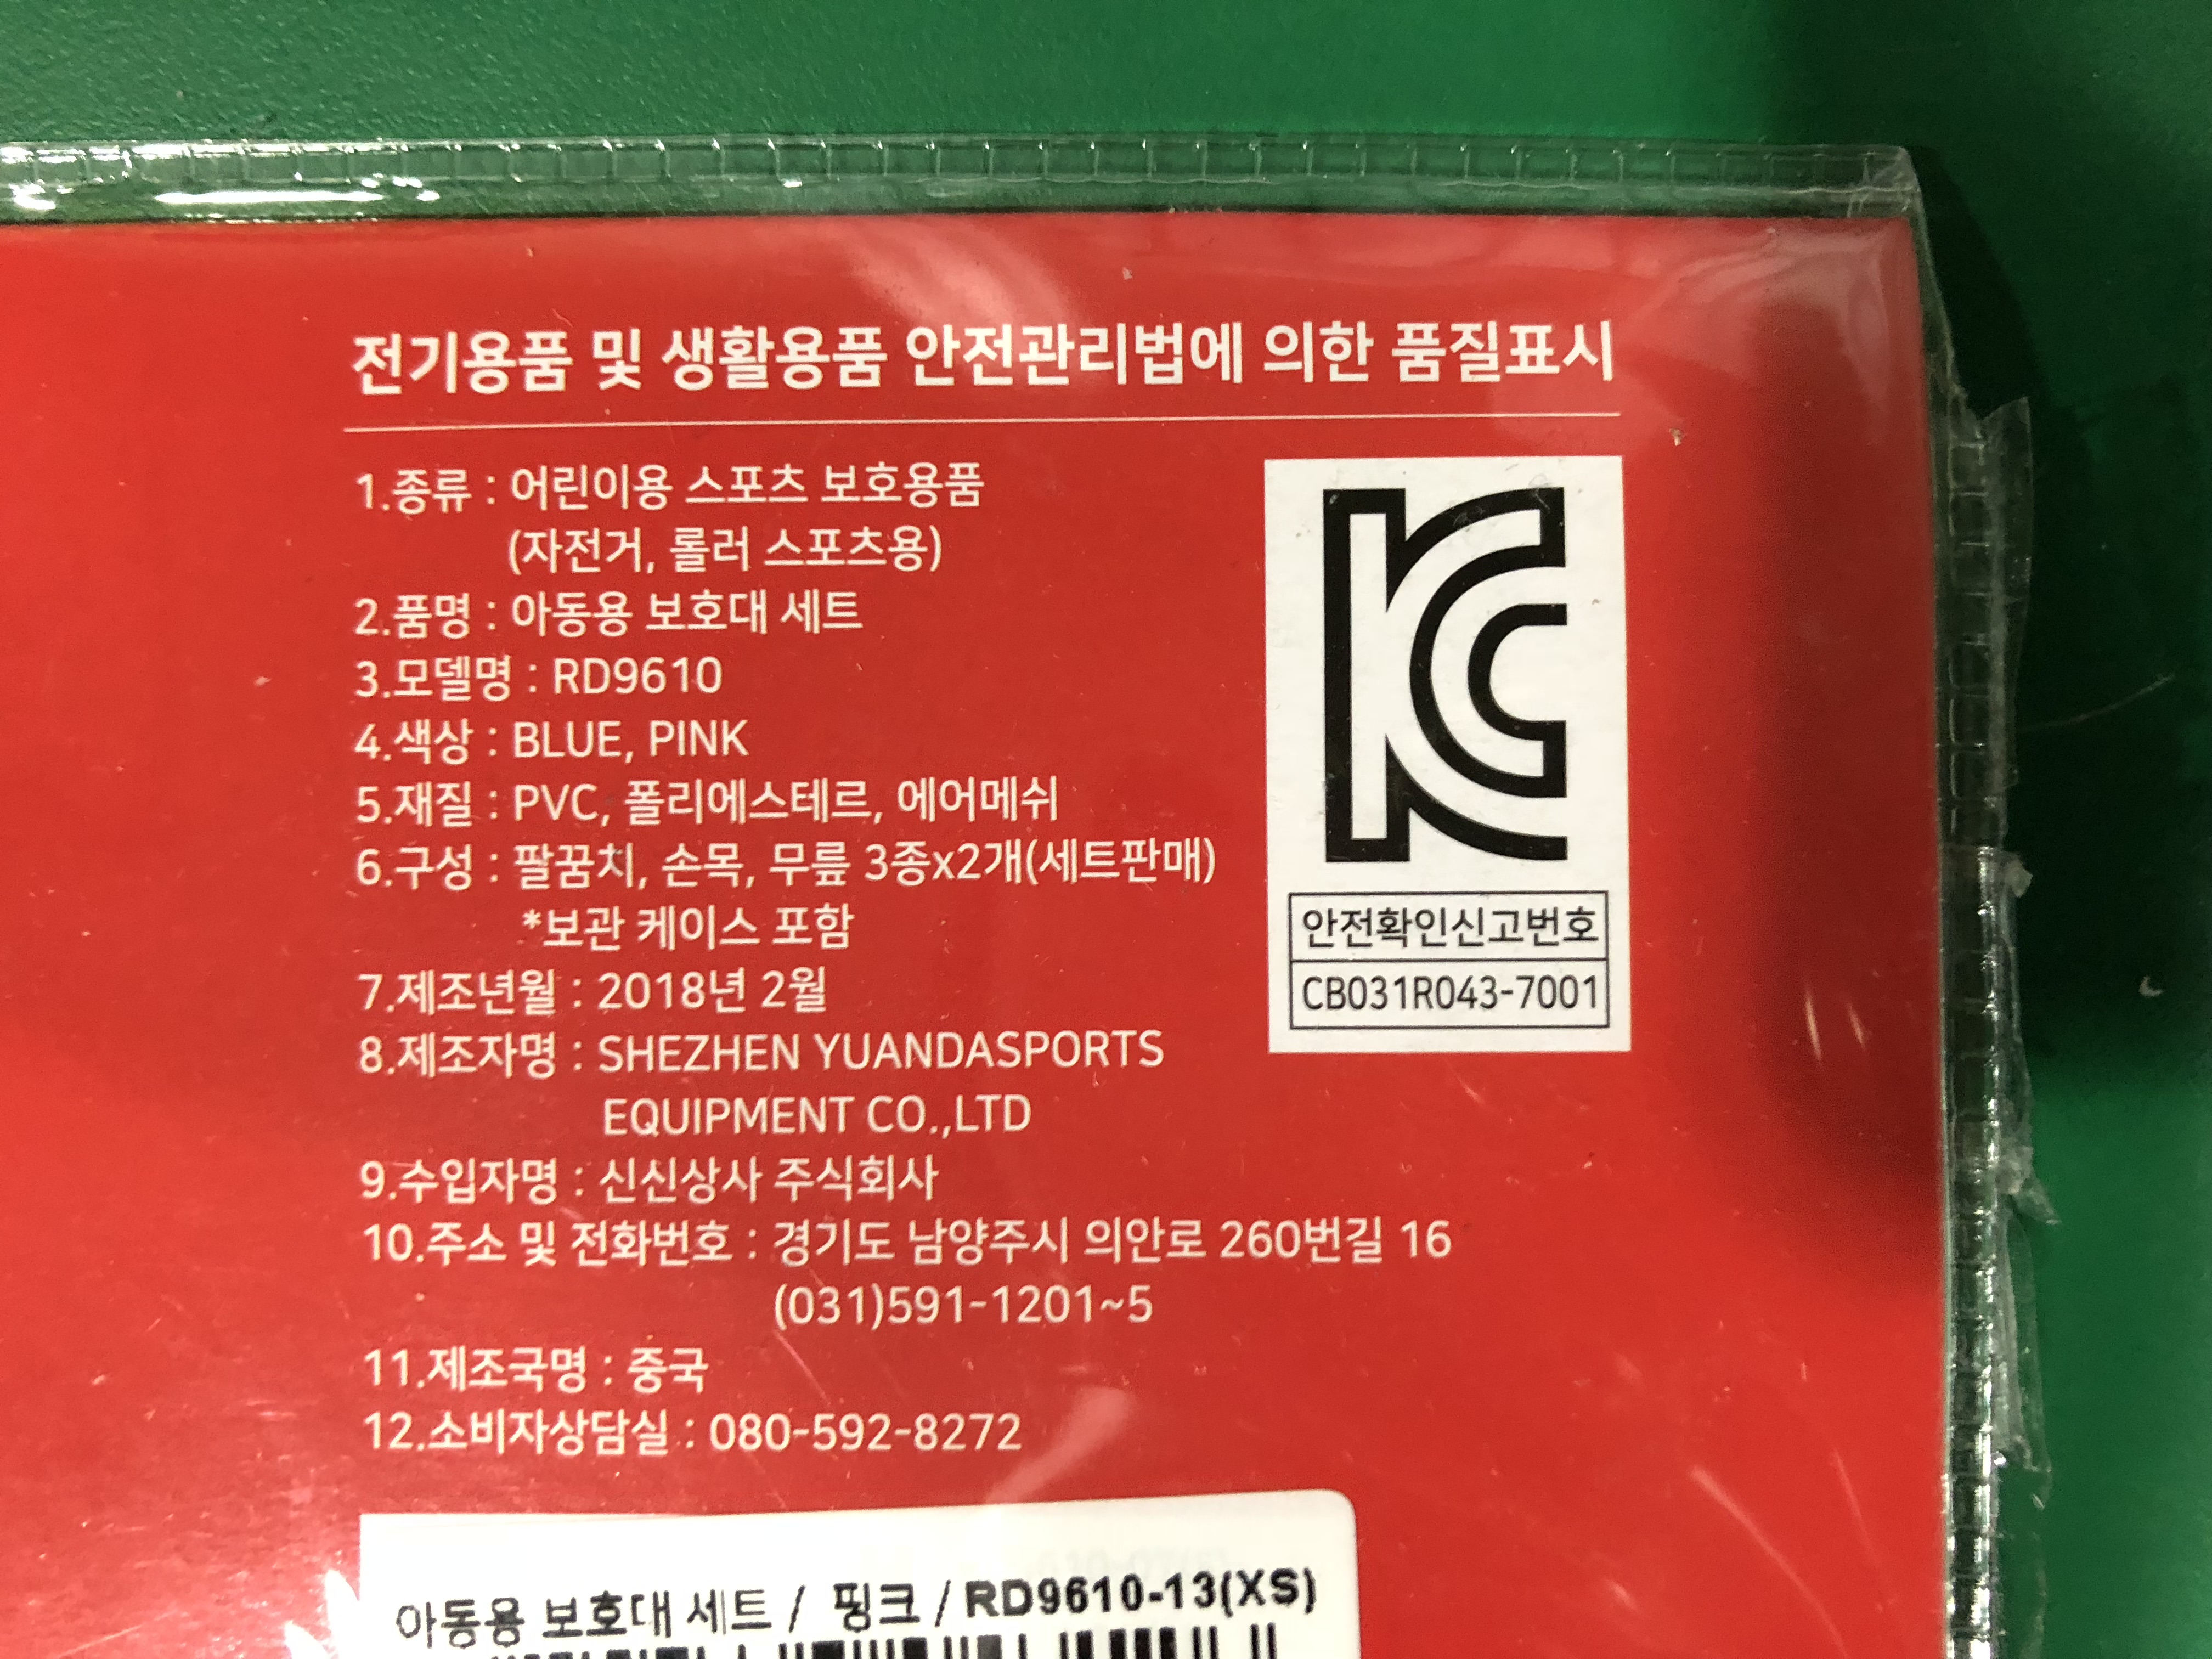 전기용품 및 생활용품 안전관리법에 의한 품질표시
1.종류 : 어린이용 스포츠 보호용품
(자전거, 롤러 스포츠용)
2.품명 : 아동용 보호대 세트
3.모델명 : RD9610
4.색상 : BLUE, PINK
5.재질 : PVC, 폴리에스테르, 에어메쉬
6.구성 : 팔꿈치, 손목, 무릎 3종x2개(세트판매)
*보관 케이스 포함
7.제조년월 : 2018년 2월
8.제조자명 : SHEZHEN YUANDASPORTS
EQUIPMENT CO.,LTD
9.수입자명 : 신신상사 주식회사
10.주소 및 전화번호 : 경기도 남양주시 의안로 260번길 16
(031)591-1201~5
11.제조국명 : 중국
12.소비자상담실 : 080-592-8272
KC
안전확인신고번호
CB031R043-7001
아동용 보호대 세트 / 핑크 / RD9610-13(XS)